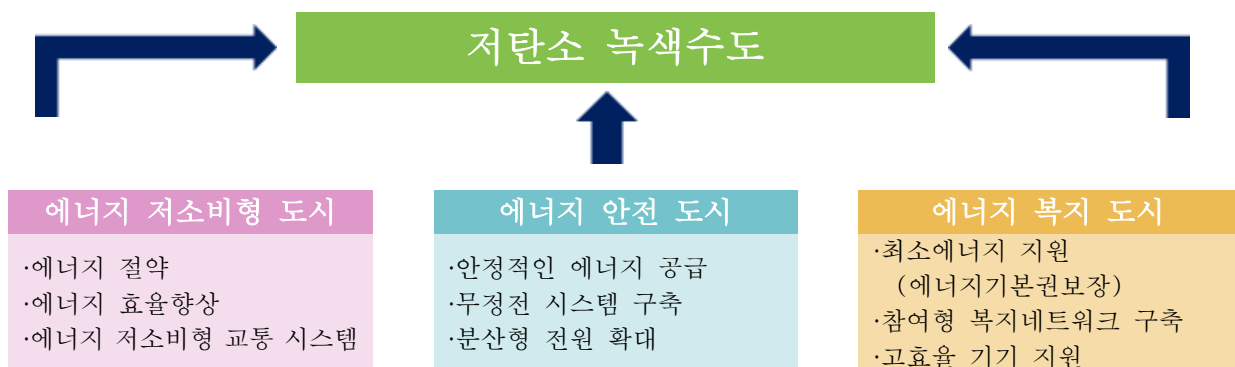 저탄소 녹색수도
에너지 저소비형 도시
·에너지 절약
·에너지 효율향상
·에너지 저소비형 교통 시스템
에너지 안전 도시
·안정적인 에너지 공급
·무정전 시스템 구축
·분산형 전원 확대
에너지 복지 도시
·최소에너지 지원
(에너지기본권보장)
·참여형 복지네트워크 구축
·고효율 기기 지원